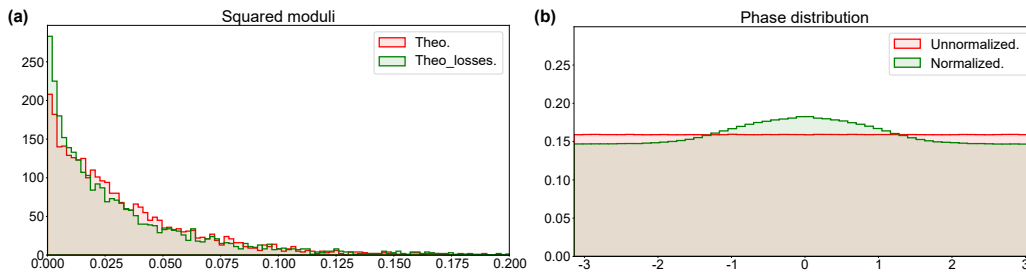 (a)
Squared moduli
Theo.
Theo_losses.
250
200
150
100
50
0
0.000 0.025 0.050 0.075 0.100 0.125 0.150 0.175 0.200
(b)
Phase distribution
Unnormalized.
Normalized.
0.25
0.20
0.15
0.10
0.05
0.00
-3 -2 -1 0 1 2 3